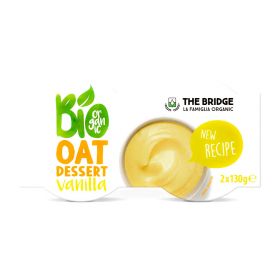 Bio
organic
OAT
DESSERT
vanilla
THE BRIDGE
LA FAMIGLIA ORGANIC
NEW
RECIPE
2x130g e